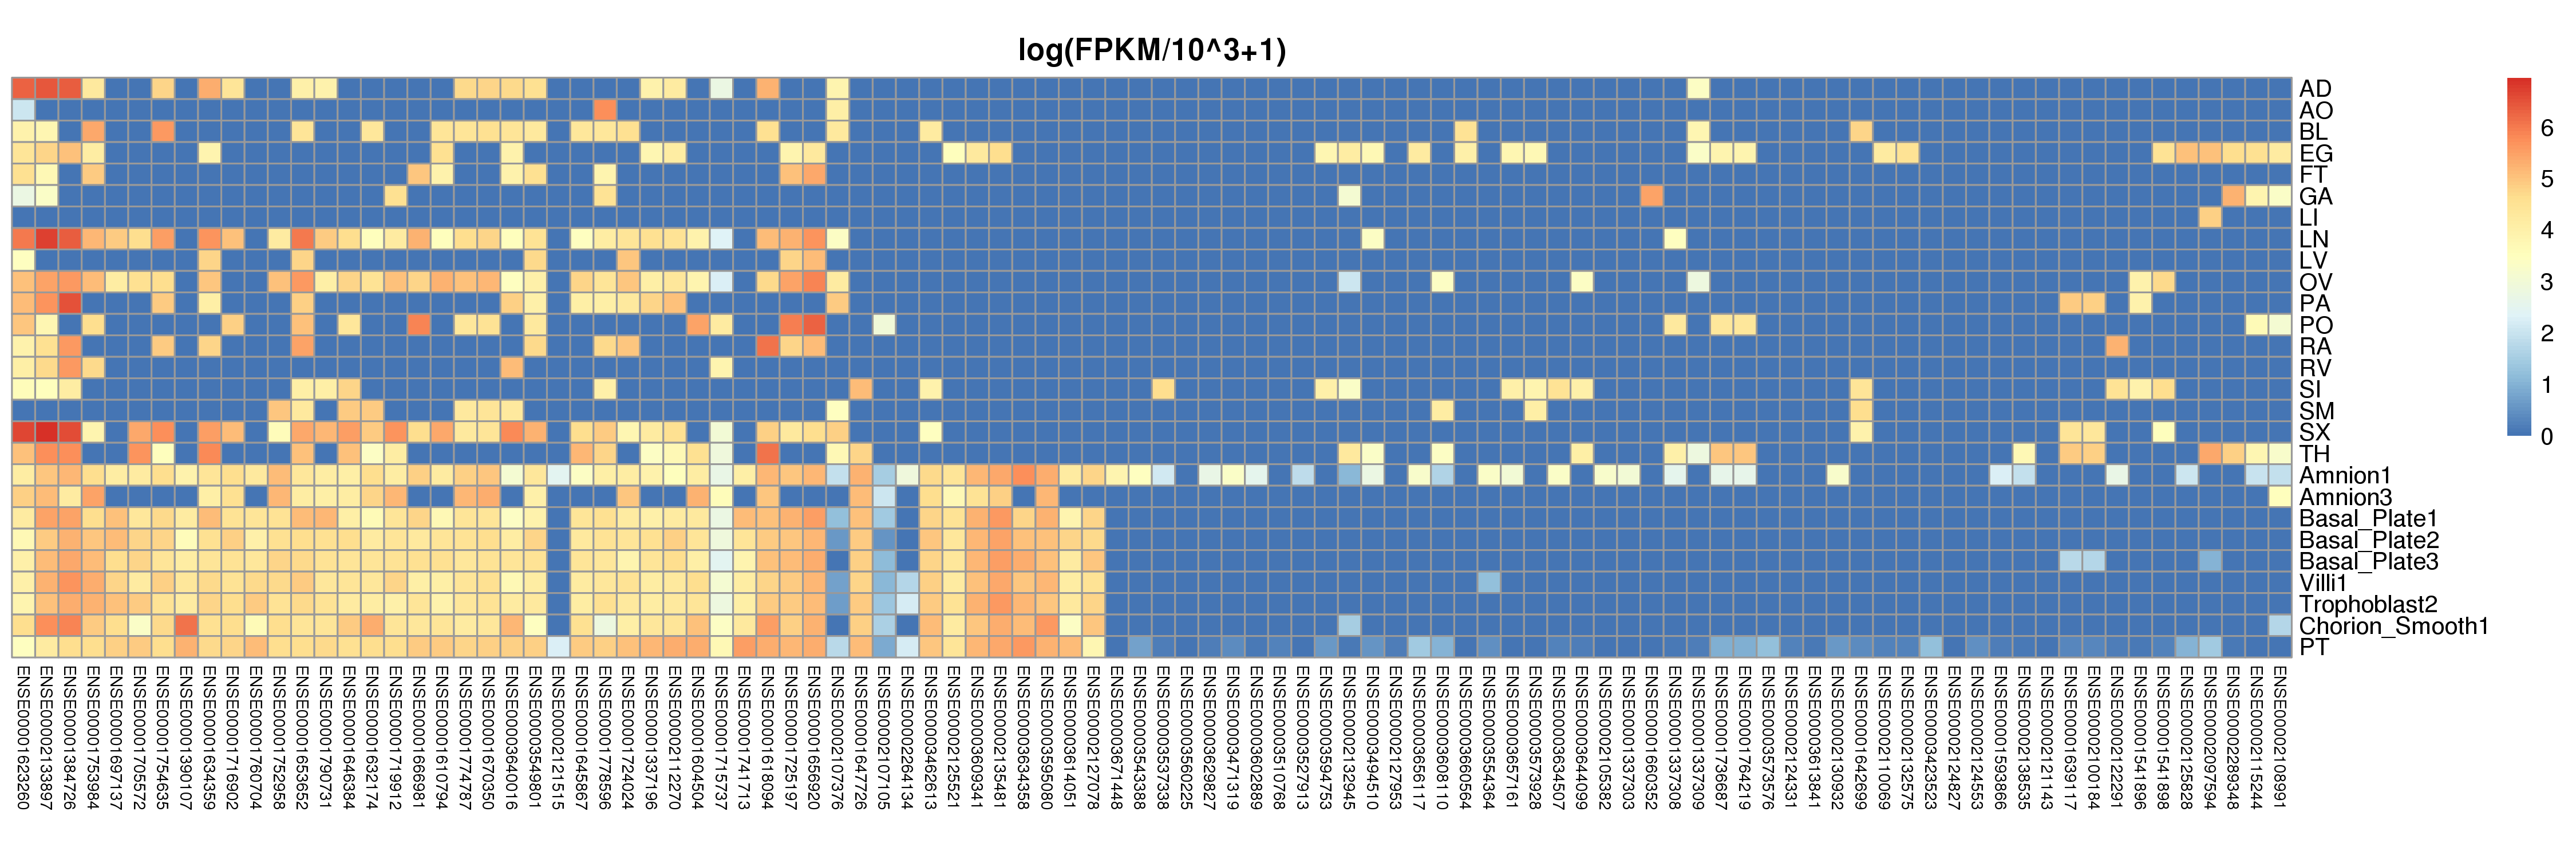 log(FPKM/10^3+1)
AD
AO
BL
EG
FT
GA
LI
LN
LV
OV
PA
PO
RA
RV
SI
SM
SX
TH
Amnion1
Amnion3
Basal_Plate1
Basal_Plate2
Basal_Plate3
Villi1
Trophoblast2
Chorion_Smooth1
PT
6
5
4
3
2
1
0
ENSE00001623280
ENSE00002133897
ENSE00001384726
ENSE00001753984
ENSE00001697137
ENSE00001705572
ENSE00001754635
ENSE00001390107
ENSE00001634359
ENSE00001716902
ENSE00001760704
ENSE00001752958
ENSE00001653652
ENSE00001790731
ENSE00001646384
ENSE00001632174
ENSE00001719912
ENSE00001666981
ENSE00001610794
ENSE00001774787
ENSE00001670350
ENSE00003640016
ENSE00003549801
ENSE00002121515
ENSE00001645867
ENSE00001778596
ENSE00001724024
ENSE00001337196
ENSE00002112270
ENSE00001604504
ENSE00001715737
ENSE00001741713
ENSE00001618094
ENSE00001725197
ENSE00001656920
ENSE00002107376
ENSE00001647726
ENSE00002107105
ENSE00002264134
ENSE00003462613
ENSE00002125521
ENSE00003609341
ENSE00002135481
ENSE00003634358
ENSE00003595080
ENSE00003614051
ENSE00002127078
ENSE00003671448
ENSE00003543388
ENSE00003537338
ENSE00003560225
ENSE00003629827
ENSE00003471319
ENSE00003602889
ENSE00003510768
ENSE00003527913
ENSE00003594753
ENSE00002132945
ENSE00003494510
ENSE00002127953
ENSE00003656117
ENSE00003608110
ENSE00003660564
ENSE00003554364
ENSE00003657161
ENSE00003573928
ENSE00003634507
ENSE00003644099
ENSE00002105382
ENSE00001337303
ENSE00001660352
ENSE00001337308
ENSE00001337309
ENSE00001736667
ENSE00001764219
ENSE00003573576
ENSE00002124331
ENSE00003613841
ENSE00002130932
ENSE00001642699
ENSE00002110069
ENSE00002132575
ENSE00003423523
ENSE00002124827
ENSE00002124553
ENSE00001593866
ENSE00002138535
ENSE00002121143
ENSE00001639117
ENSE00002100184
ENSE00002122291
ENSE00001541896
ENSE00001541898
ENSE00002125828
ENSE00002097594
ENSE00002289348
ENSE00002115244
ENSE00002108991